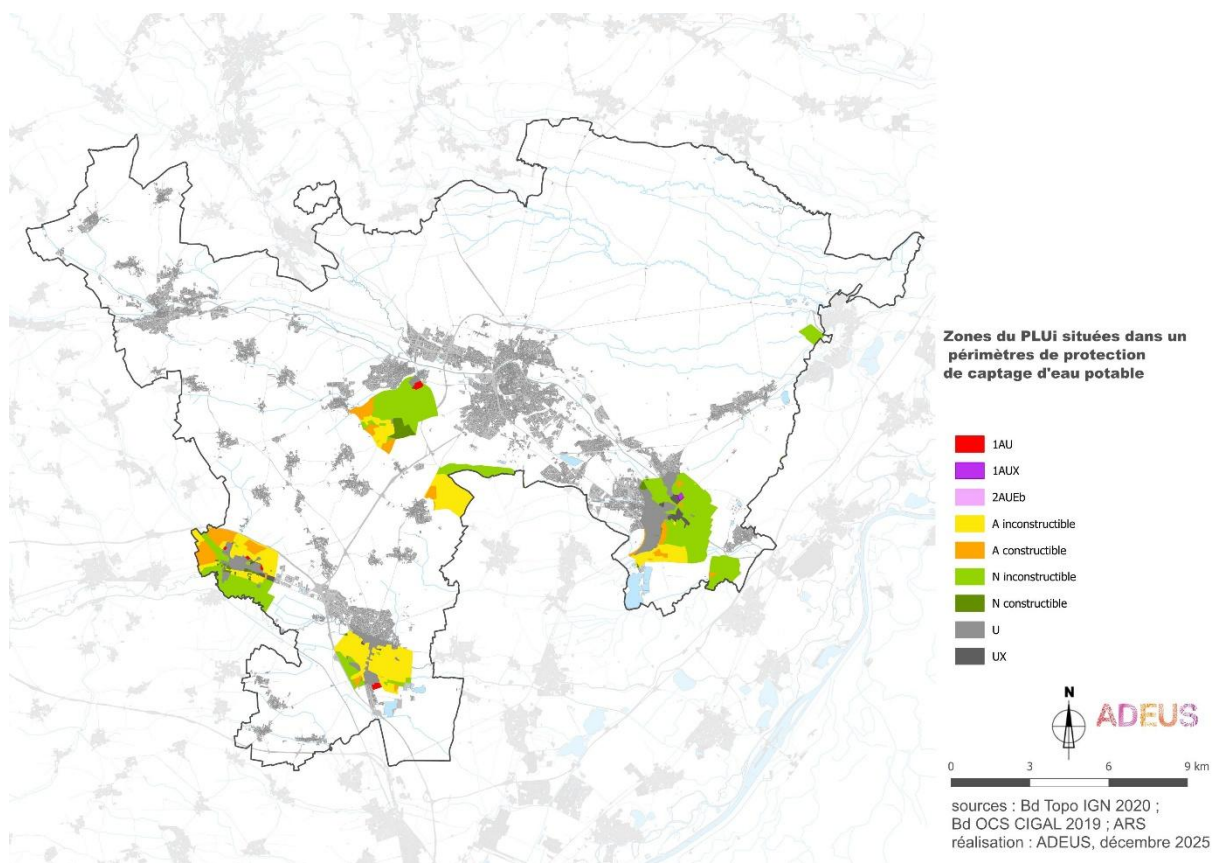 Zones du PLUi situées dans un
périmètres de protection
de captage d'eau potable
1AU
1AUX
2AUEb
A inconstructible
A constructible
N inconstructible
N constructible
U
UX
N
ADEUS
0 3 6 9 km
sources : Bd Topo IGN 2020 ;
Bd OCS CIGAL 2019 ; ARS
réalisation : ADEUS, décembre 2025